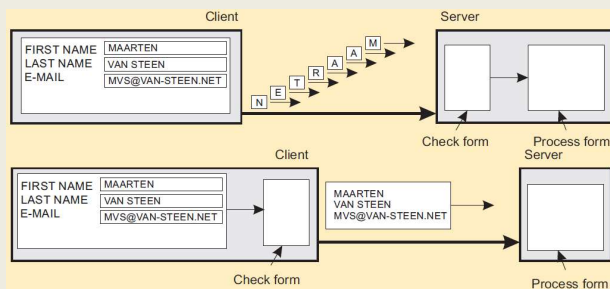 Client
Server
FIRST NAME MAARTEN
LAST NAME VAN STEEN
E-MAIL MVS@VAN-STEEN.NET
M
A
A
R
T
E
N
Check form
Process form
Client
Server
FIRST NAME MAARTEN
LAST NAME VAN STEEN
E-MAIL MVS@VAN-STEEN.NET
MAARTEN
VAN STEEN
MVS@VAN-STEEN.NET
Check form
Process form